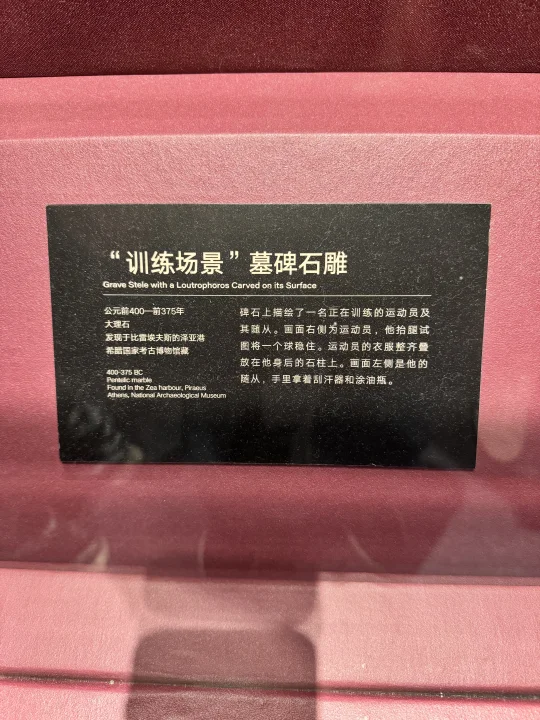 “训练场景”墓碑石雕
Grave Stele with a Loutrophoros Carved on its Surface
公元前400—前375年
大理石
发现于比雷埃夫斯的泽亚港
希腊国家考古博物馆藏
400-375 BC
Pentelic marble
Found in the Zea harbour, Piraeus
Athens, National Archaeological Museum
碑石上描绘了一名正在训练的运动员及
其随从。画面右侧为运动员，他抬腿试
图将一个球稳住。运动员的衣服整齐叠
放在他身后的石柱上。画面左侧是他的
随从，手里拿着刮汗器和涂油瓶。